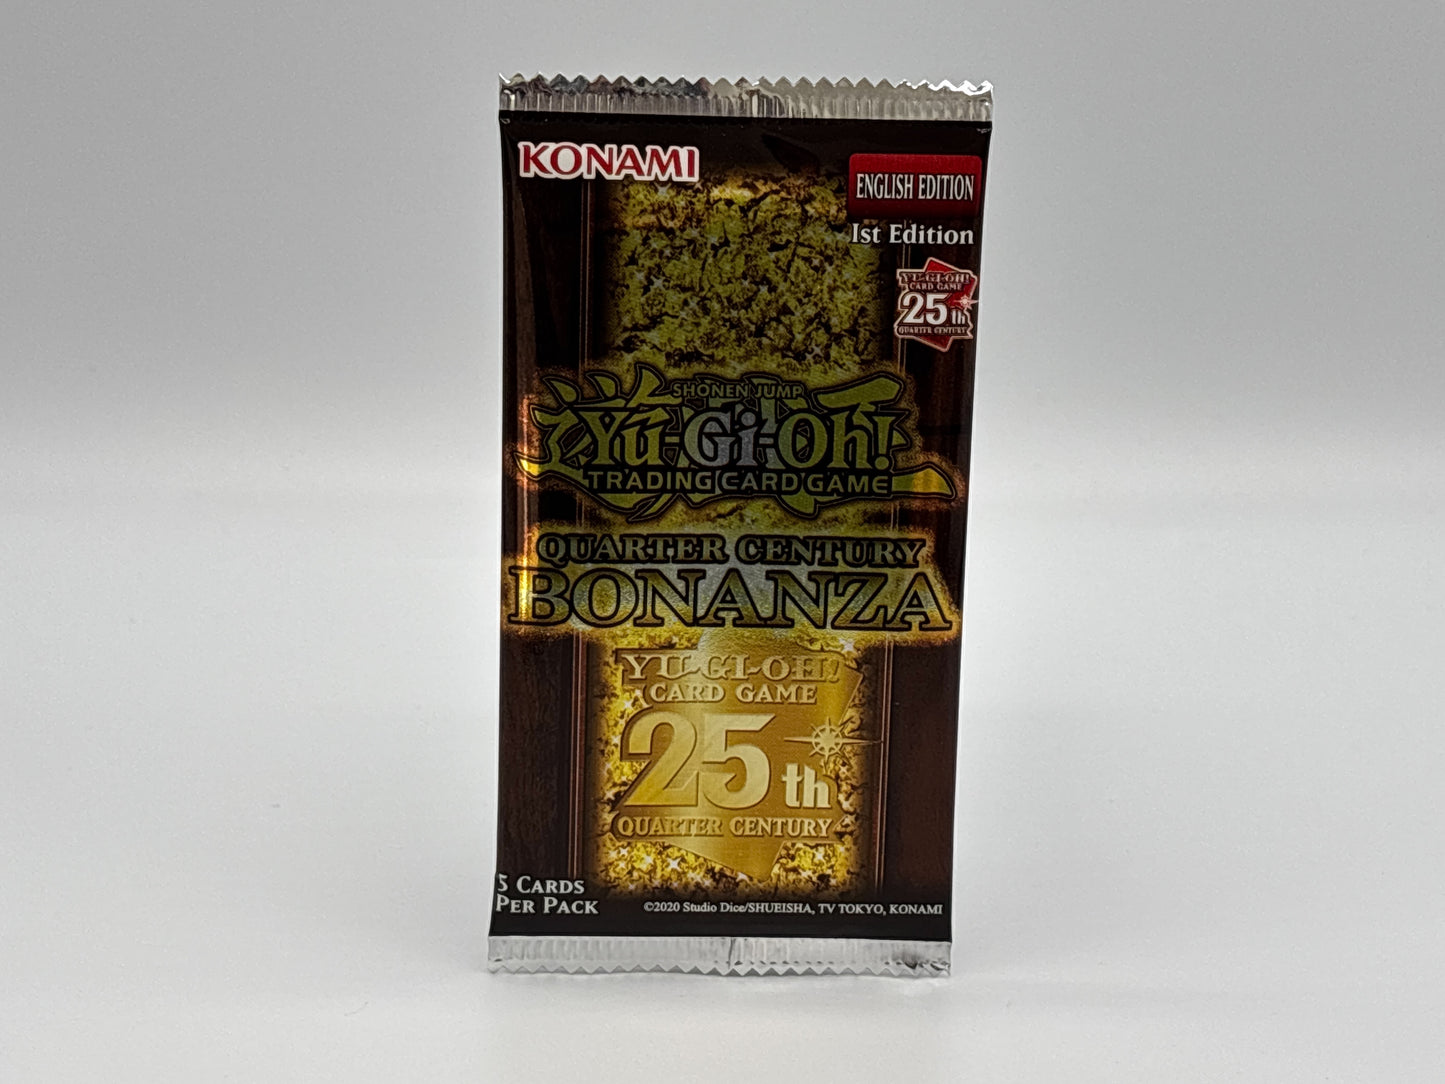 KONAMI
ENGLISH EDITION
1st Edition
YU-GI-OH!
CARD GAME
25th
QUARTER CENTURY
SHONEN JUMP
Yu-Gi-Oh!
TRADING CARD GAME
QUARTER CENTURY
BONANZA
YU-GI-OH!
CARD GAME
25th
QUARTER CENTURY
5 CARDS
PER PACK
©2020 Studio Dice/SHUEISHA, TV TOKYO, KONAMI